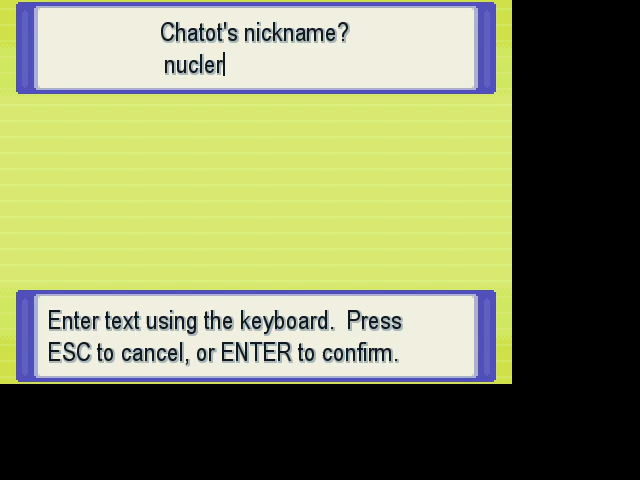 Chatot's nickname?
nucler
Enter text using the keyboard.  Press
ESC to cancel, or ENTER to confirm.